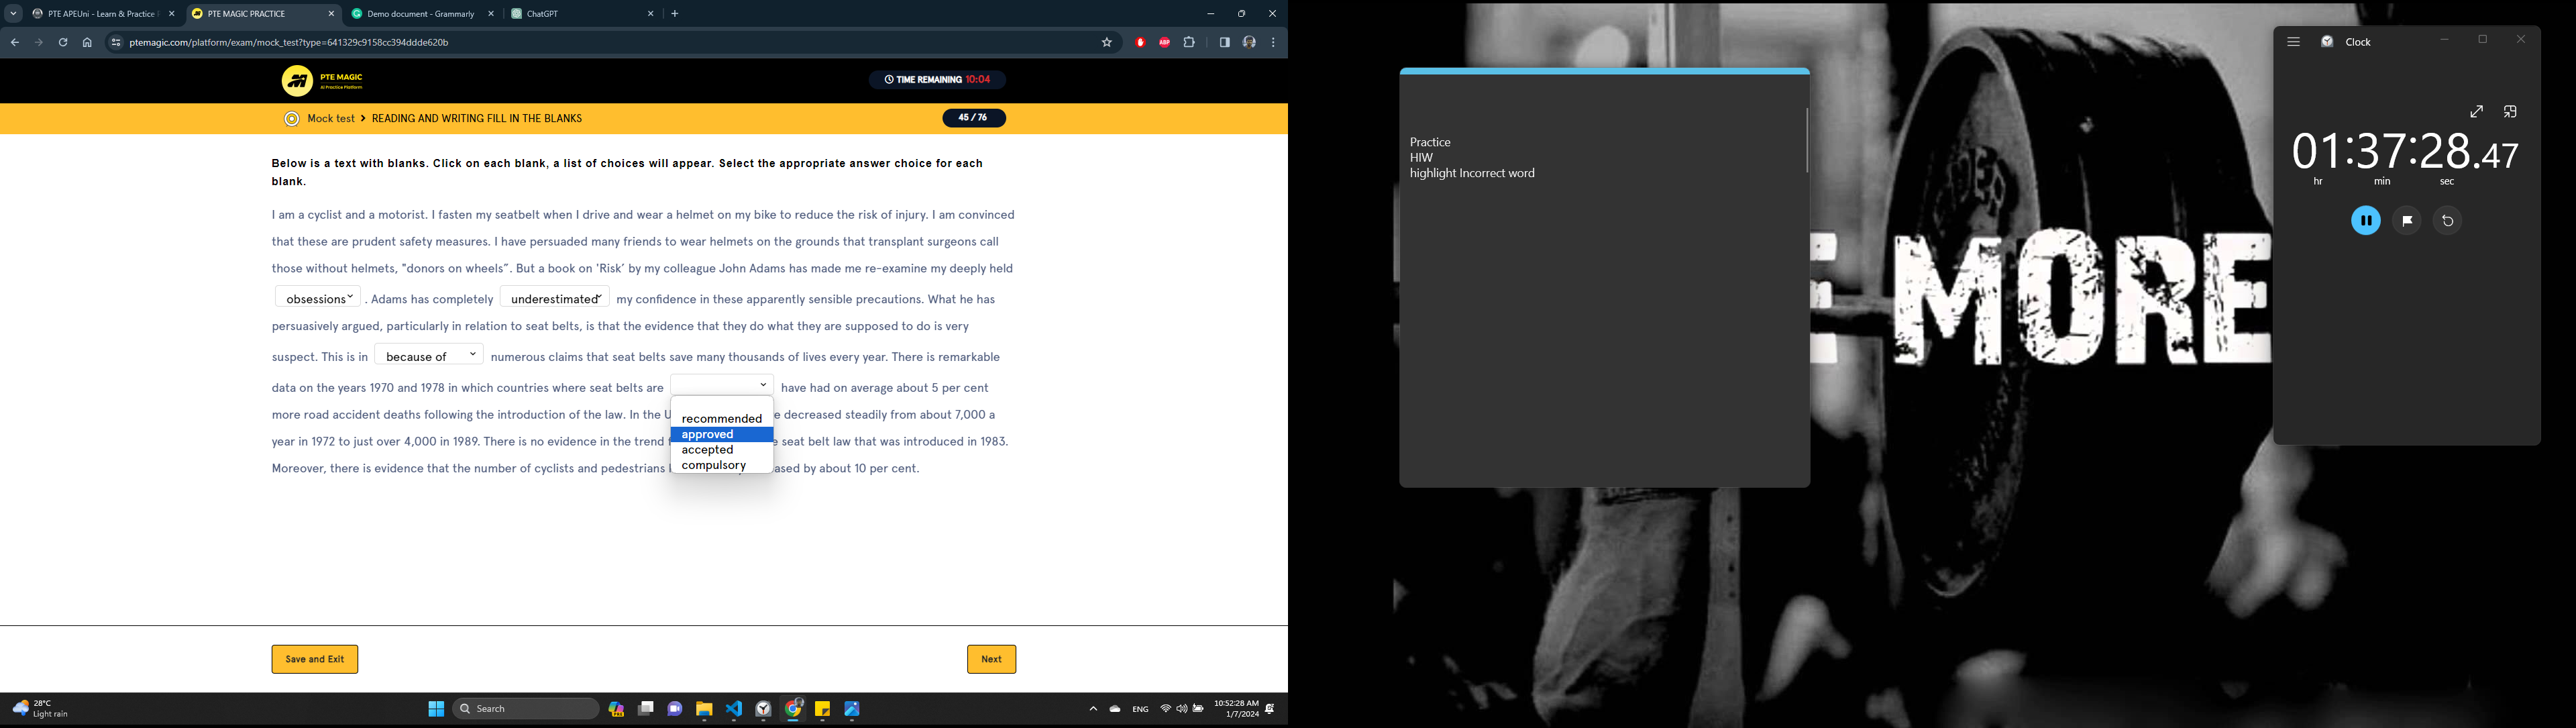 PTE APEUni - Learn & Practice
PTE MAGIC PRACTICE
Demo document - Grammarly
ChatGPT
ptemagic.com/platform/exam/mock_test?type=641329c9158cc394ddde620b
ABP
PTE MAGIC
AI Practice Platform
TIME REMAINING 10:04
Mock test > READING AND WRITING FILL IN THE BLANKS
45 / 76
Below is a text with blanks. Click on each blank, a list of choices will appear. Select the appropriate answer choice for each
blank.
I am a cyclist and a motorist. I fasten my seatbelt when I drive and wear a helmet on my bike to reduce the risk of injury. I am convinced
that these are prudent safety measures. I have persuaded many friends to wear helmets on the grounds that transplant surgeons call
those without helmets, "donors on wheels”. But a book on ‘Risk’ by my colleague John Adams has made me re-examine my deeply held
obsessions . Adams has completely underestimated my confidence in these apparently sensible precautions. What he has
persuasively argued, particularly in relation to seat belts, is that the evidence that they do what they are supposed to do is very
suspect. This is in because of numerous claims that seat belts save many thousands of lives every year. There is remarkable
data on the years 1970 and 1978 in which countries where seat belts are have had on average about 5 per cent
more road accident deaths following the introduction of the law. In the U e decreased steadily from about 7,000 a
year in 1972 to just over 4,000 in 1989. There is no evidence in the trend e seat belt law that was introduced in 1983.
Moreover, there is evidence that the number of cyclists and pedestrians ased by about 10 per cent.
recommended
approved
accepted
compulsory
Save and Exit
Next
28°C
Light rain
Search
ENG
10:52:28 AM
1/7/2024
Practice
HIW
highlight Incorrect word
MORE
Clock
01:37:28.47
hr min sec